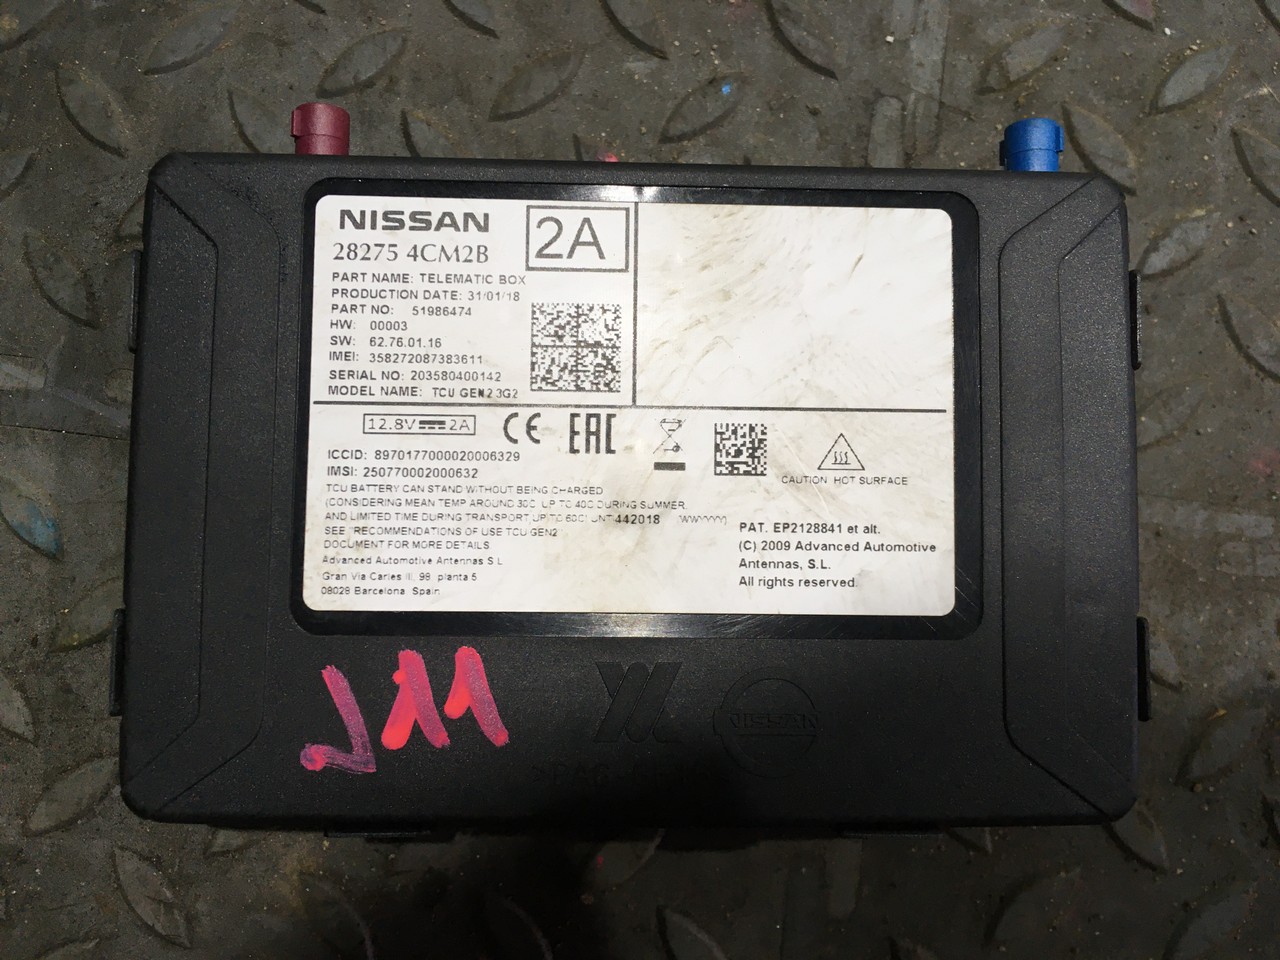 NISSAN
2A
28275 4CM2B
PART NAME: TELEMATIC BOX
PRODUCTION DATE: 31/01/18
PART NO: 51986474
HW: 00003
SW: 62.76.01.16
IMEI: 358272087383611
SERIAL NO: 203580400142
MODEL NAME: TCU GEN2 3G2
12.8V 2A
CE
EAC
ICCID: 8970177000020006329
IMSI: 250770002000632
CAUTION HOT SURFACE
TCU BATTERY CAN STAND WITHOUT BEING CHARGED
(CONSIDERING MEAN TEMP AROUND 30C UP TO 40C DURING SUMMER
AND LIMITED TIME DURING TRANSPORT, UP TO 60C) UNT 442018
SEE "RECOMMENDATIONS OF USE TCU GEN2
DOCUMENT FOR MORE DETAILS
Advanced Automotive Antennas S L
Gran Via Carles III, 98 planta 5
08028 Barcelona Spain
PAT. EP2128841 et alt.
(C) 2009 Advanced Automotive
Antennas, S.L.
All rights reserved.
NISSAN
J11